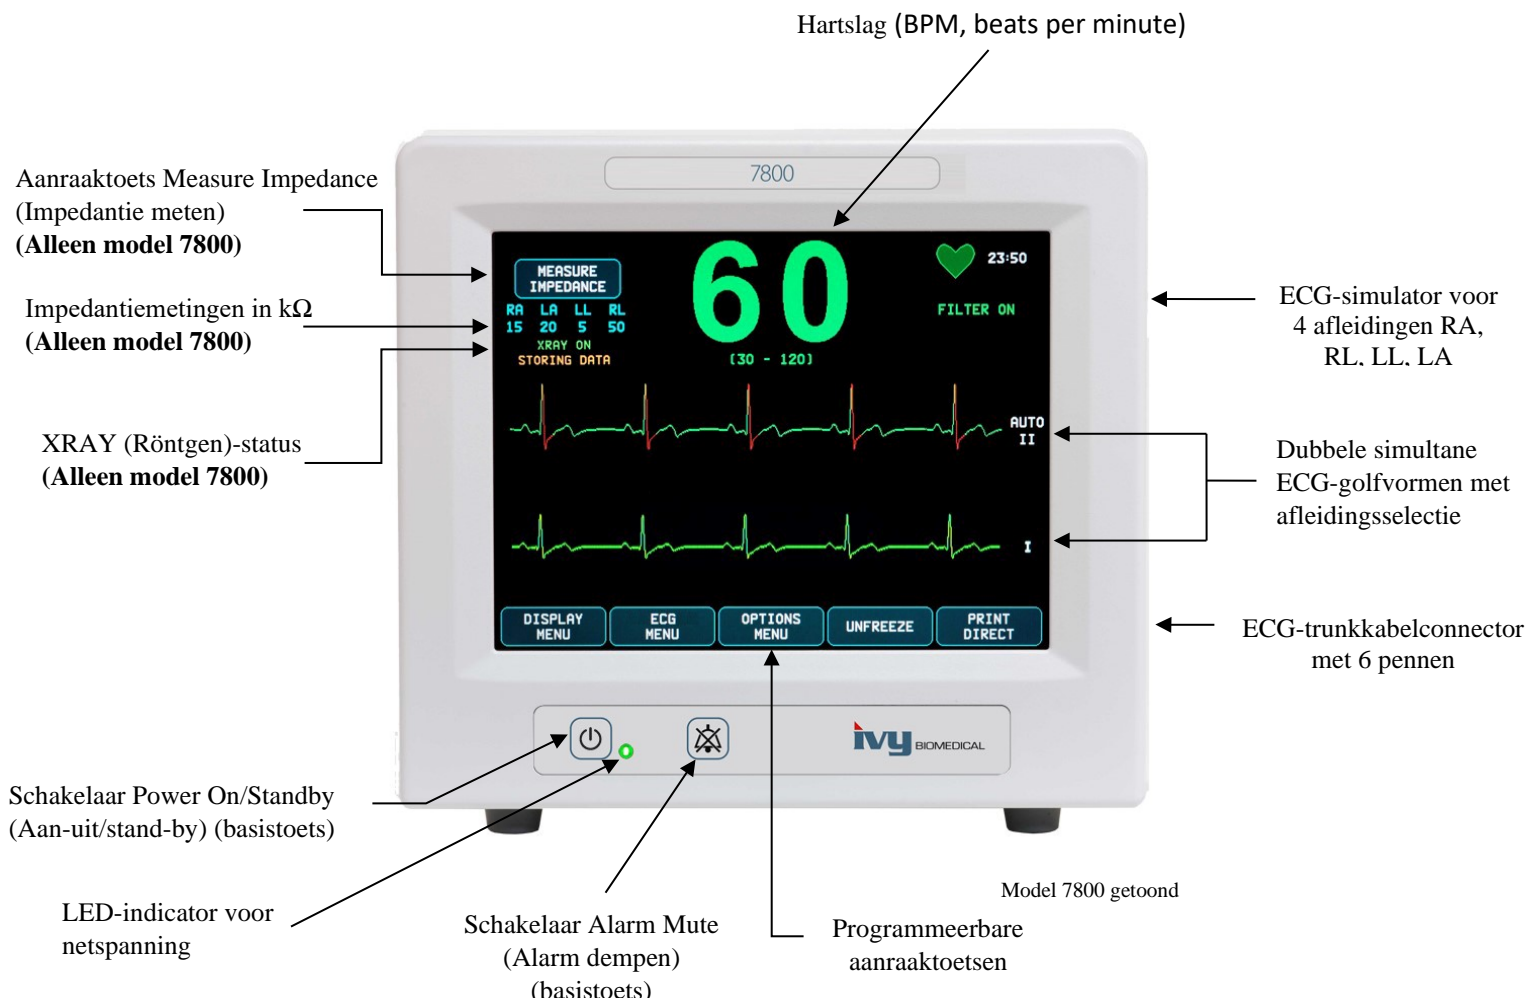 Hartslag (BPM, beats per minute)
7800
Aanraaktoets Measure Impedance
(Impedantie meten)
(Alleen model 7800)
Impedantiemetingen in kΩ
(Alleen model 7800)
XRAY (Röntgen)-status
(Alleen model 7800)
MEASURE
IMPEDANCE
RA LA LL RL
15 20 5 50
XRAY ON
STORING DATA
60
(30 - 120)
23:50
FILTER ON
AUTO
II
I
DISPLAY
MENU
ECG
MENU
OPTIONS
MENU
UNFREEZE
PRINT
DIRECT
ECG-simulator voor
4 afleidingen RA,
RL, LL, LA
Dubbele simultane
ECG-golfvormen met
afleidingsselectie
ECG-trunkkabelconnector
met 6 pennen
ivy BIOMEDICAL
Schakelaar Power On/Standby
(Aan-uit/stand-by) (basistoets)
LED-indicator voor
netspanning
Schakelaar Alarm Mute
(Alarm dempen)
(basistoets)
Model 7800 getoond
Programmeerbare
aanraaktoetsen